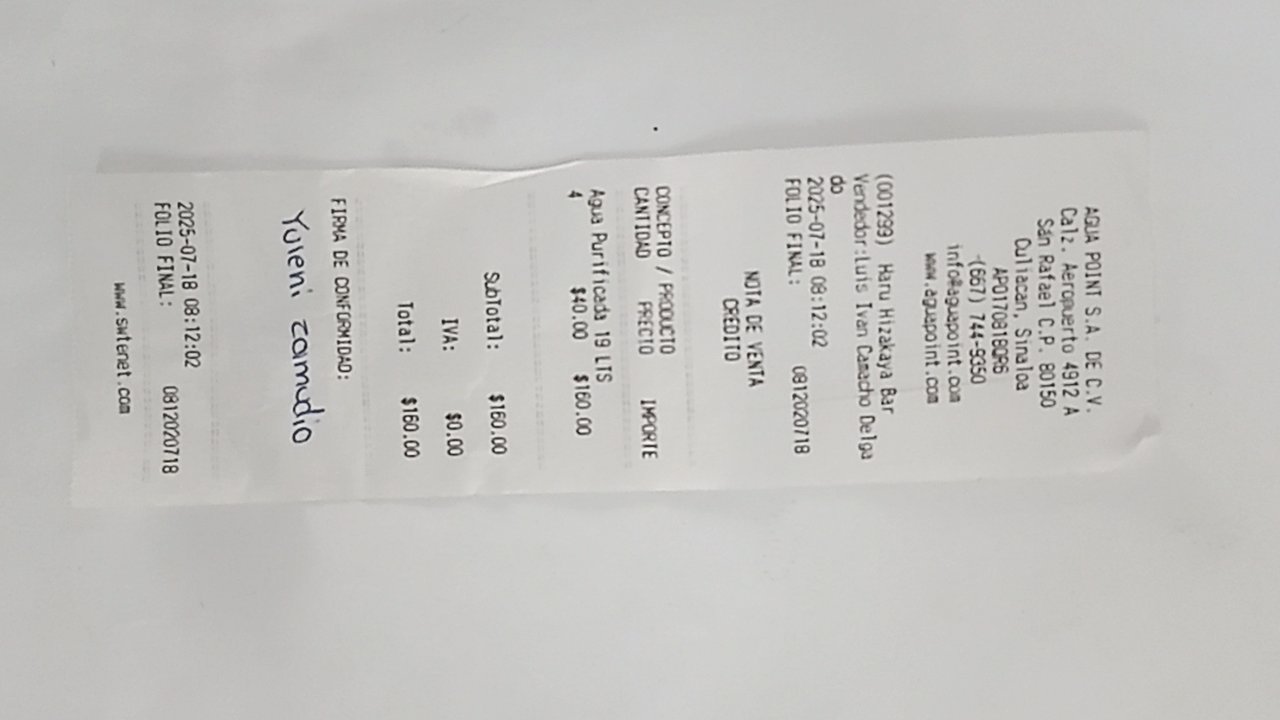 AGUA POINT S.A. DE C.V.
Calz. Aeropuerto 4912 A
San Rafael C.P. 80150
Culiacan, Sinaloa
APO170818QR6
-(667) 744-9350
info@aguapoint.com
www.aguapoint.com
(001299) Haru Hizakaya Bar
Vendedor:Luis Ivan Camacho Delga
do
2025-07-18 08:12:02
FOLIO FINAL: 0812020718
NOTA DE VENTA
CREDITO
CONCEPTO / PRODUCTO
CANTIDAD PRECIO IMPORTE
Agua Purificada 19 LTS
4 $40.00 $160.00
SubTotal: $160.00
IVA: $0.00
Total: $160.00
FIRMA DE CONFORMIDAD:
Yuleni zamudio
2025-07-18 08:12:02
FOLIO FINAL: 0812020718
www.swtenet.com